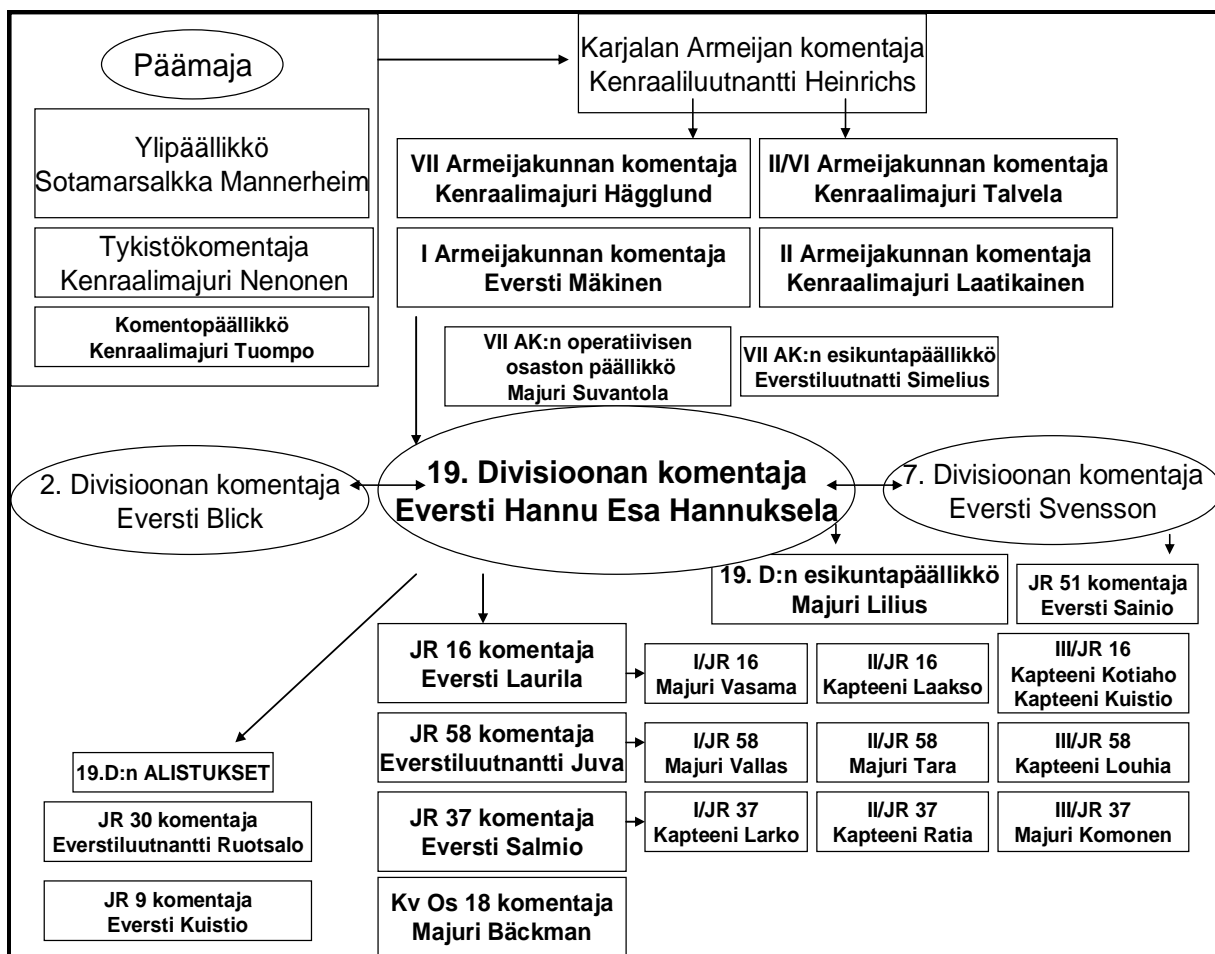 Päämaja
Ylipäällikkö
Sotamarsalkka Mannerheim
Tykistökomentaja
Kenraalimajuri Nenonen
Komentopäällikkö
Kenraalimajuri Tuompo
Karjalan Armeijan komentaja
Kenraaliluutnantti Heinrichs
VII Armeijakunnan komentaja
Kenraalimajuri Hägglund
II/VI Armeijakunnan komentaja
Kenraalimajuri Talvela
I Armeijakunnan komentaja
Eversti Mäkinen
II Armeijakunnan komentaja
Kenraalimajuri Laatikainen
VII AK:n operatiivisen
osaston päällikkö
Majuri Suvantola
VII AK:n esikuntapäällikkö
Everstiluutnatti Simelius
2. Divisioonan komentaja
Eversti Blick
19. Divisioonan komentaja
Eversti Hannu Esa Hannuksela
7. Divisioonan komentaja
Eversti Svensson
19. D:n esikuntapäällikkö
Majuri Lilius
JR 51 komentaja
Eversti Sainio
JR 16 komentaja
Eversti Laurila
I/JR 16
Majuri Vasama
II/JR 16
Kapteeni Laakso
III/JR 16
Kapteeni Kotiaho
Kapteeni Kuistio
JR 58 komentaja
Everstiluutnantti Juva
I/JR 58
Majuri Vallas
II/JR 58
Majuri Tara
III/JR 58
Kapteeni Louhia
JR 37 komentaja
Eversti Salmio
I/JR 37
Kapteeni Larko
II/JR 37
Kapteeni Ratia
III/JR 37
Majuri Komonen
Kv Os 18 komentaja
Majuri Bäckman
19.D:n ALISTUKSET
JR 30 komentaja
Everstiluutnantti Ruotsalo
JR 9 komentaja
Eversti Kuistio